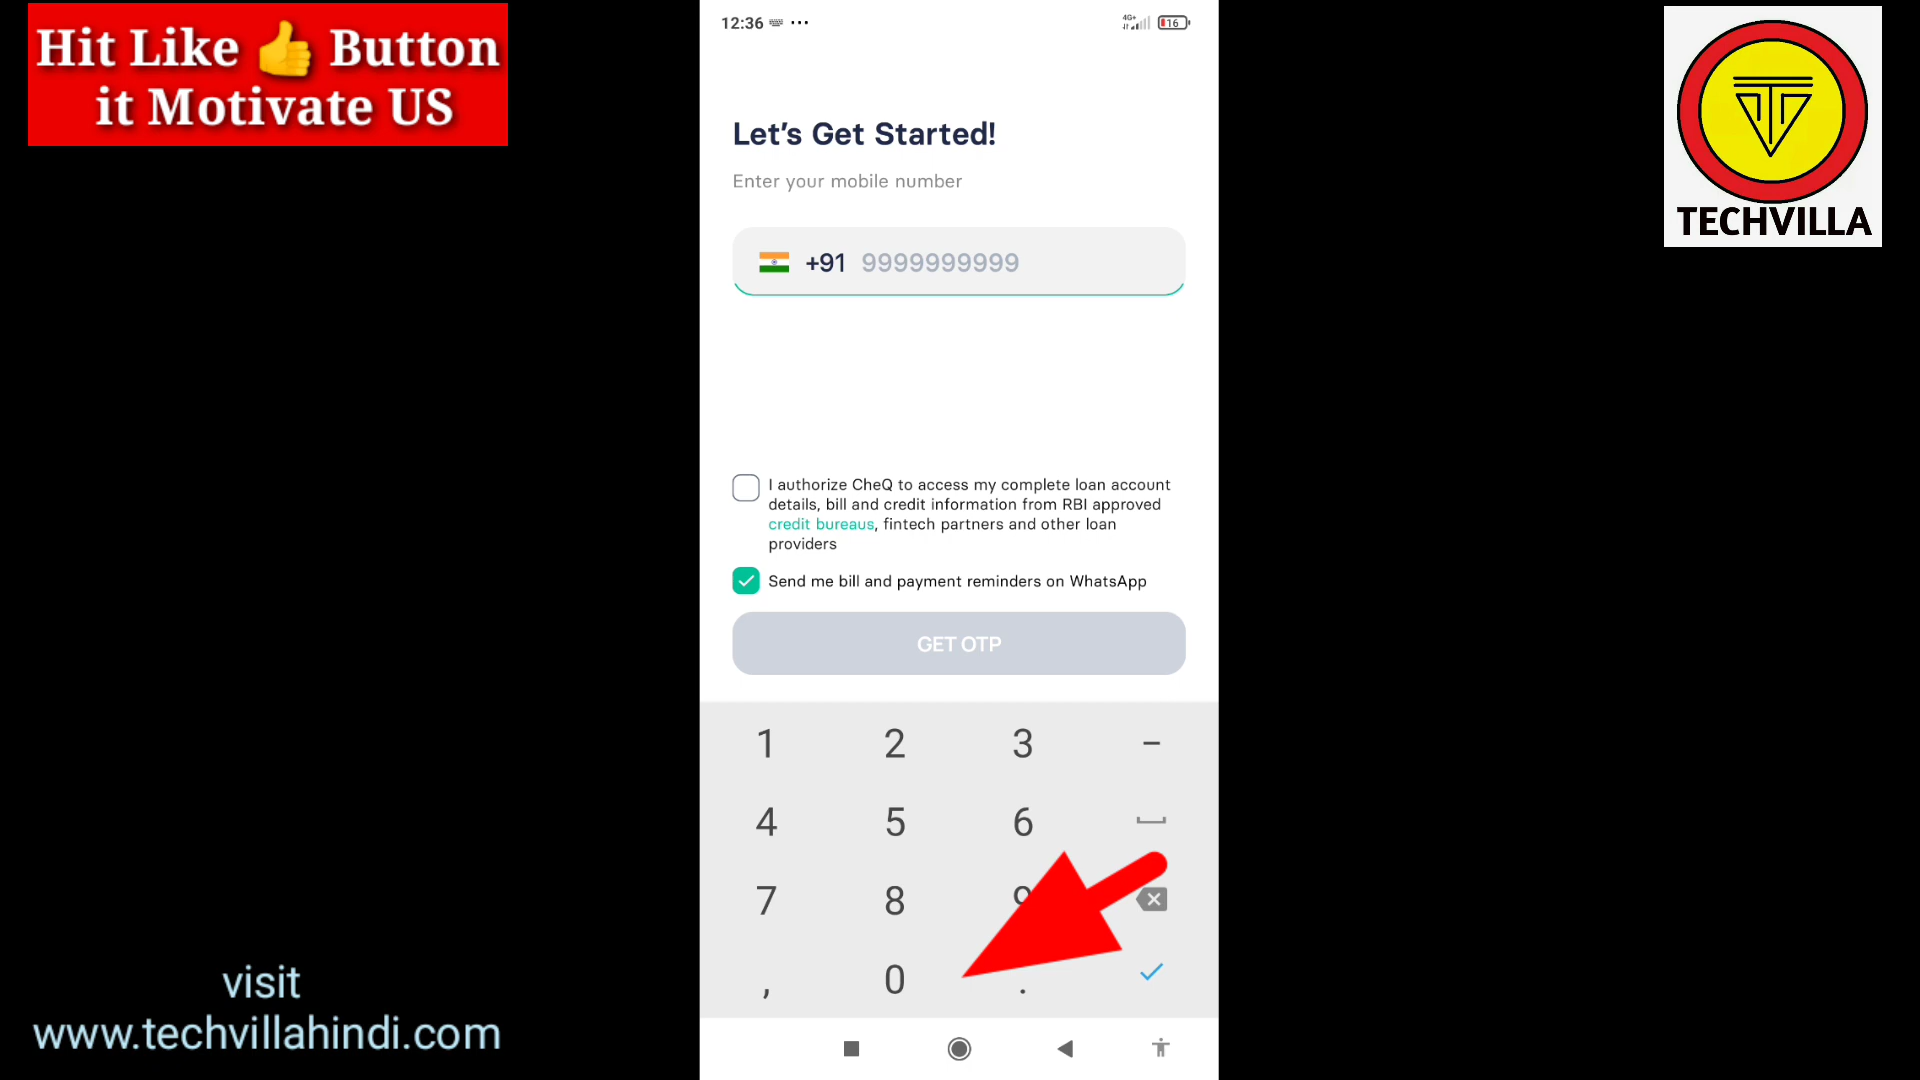 Hit Like 👍 Button
it Motivate US
12:36
4G+
16
TECHVILLA
Let’s Get Started!
Enter your mobile number
+91 9999999999
I authorize CheQ to access my complete loan account
details, bill and credit information from RBI approved
credit bureaus, fintech partners and other loan
providers
Send me bill and payment reminders on WhatsApp
GET OTP
1 2 3 –
4 5 6
7 8 9
, 0 .
visit
www.techvillahindi.com